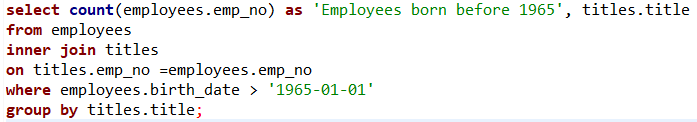 select count(employees.emp_no) as 'Employees born before 1965', titles.title
from employees
inner join titles
on titles.emp_no =employees.emp_no
where employees.birth_date > '1965-01-01'
group by titles.title;